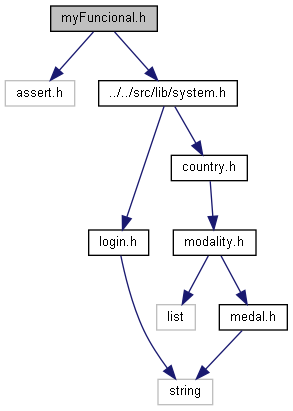 myFuncional.h
assert.h
../../src/lib/system.h
country.h
login.h
modality.h
list
medal.h
string